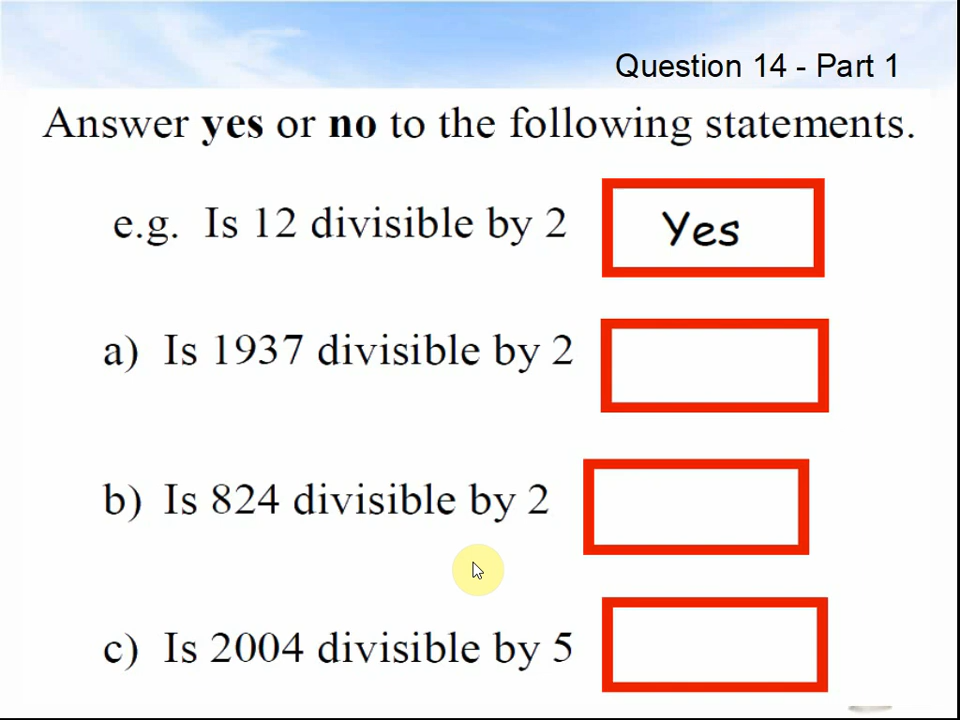 Question 14 - Part 1
Answer yes or no to the following statements.
e.g. Is 12 divisible by 2 Yes
a) Is 1937 divisible by 2
b) Is 824 divisible by 2
c) Is 2004 divisible by 5